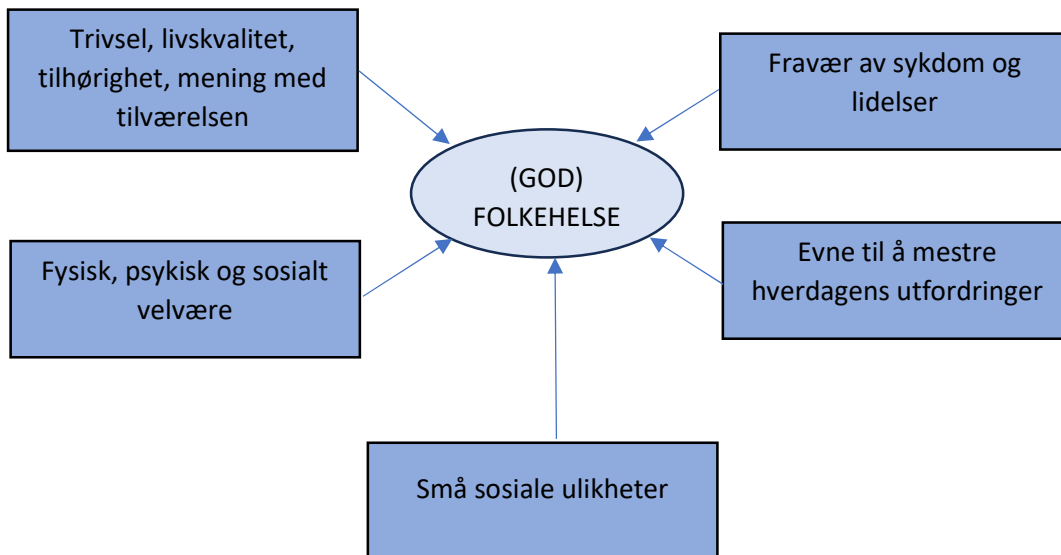 Trivsel, livskvalitet,
tilhørighet, mening med
tilværelsen
Fravær av sykdom og
lidelser
(GOD)
FOLKEHELSE
Fysisk, psykisk og sosialt
velvære
Evne til å mestre
hverdagens utfordringer
Små sosiale ulikheter